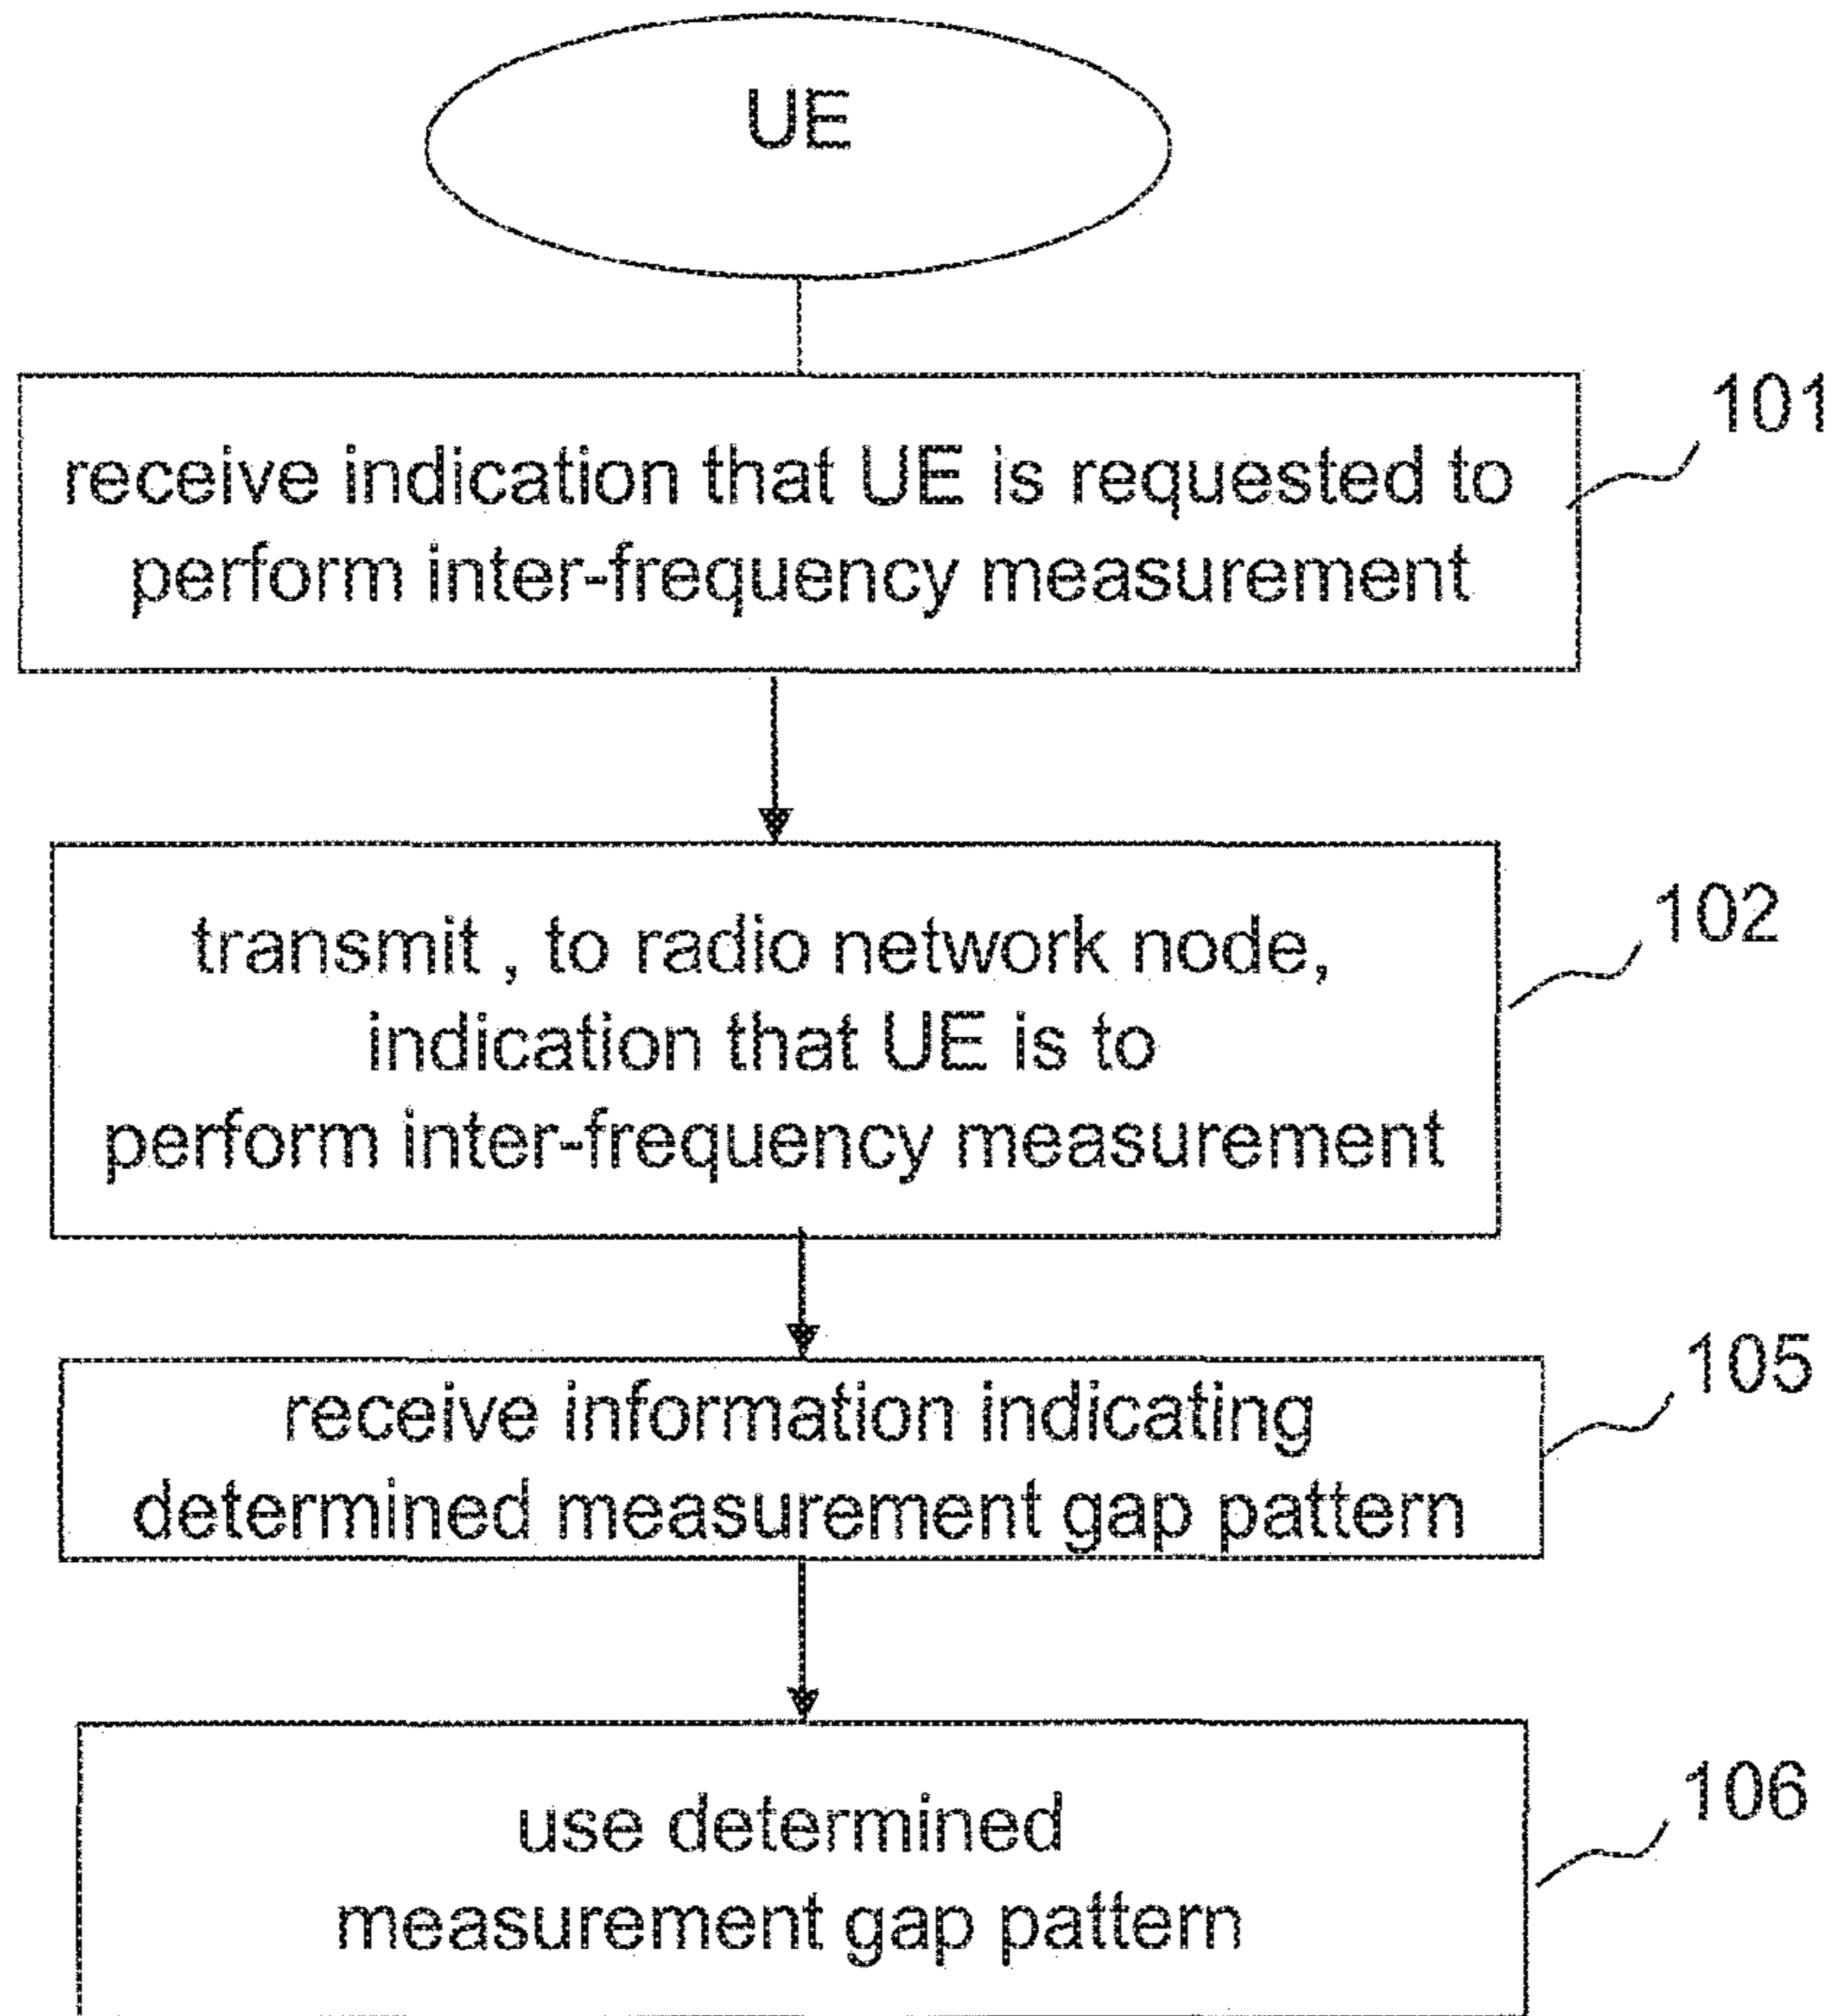 UE
101
receive indication that UE is requested to
perform inter-frequency measurement
102
transmit , to radio network node,
indication that UE is to
perform inter-frequency measurement
105
receive information indicating
determined measurement gap pattern
106
use determined
measurement gap pattern